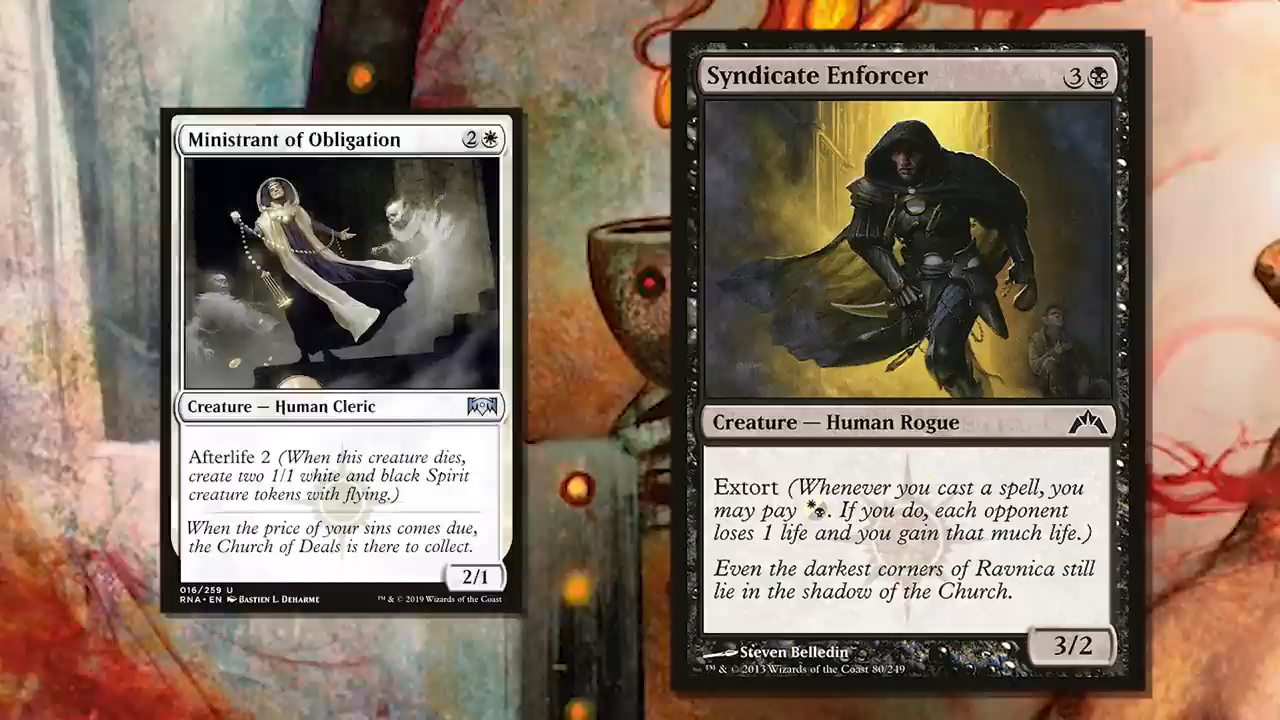 Ministrant of Obligation 2
Creature — Human Cleric
Afterlife 2 (When this creature dies,
create two 1/1 white and black Spirit
creature tokens with flying.)
When the price of your sins comes due,
the Church of Deals is there to collect.
2/1
016/259 U
RNA • EN Bastien L. Deharme
™ & © 2019 Wizards of the Coast
Syndicate Enforcer 3
Creature — Human Rogue
Extort (Whenever you cast a spell, you
may pay . If you do, each opponent
loses 1 life and you gain that much life.)
Even the darkest corners of Ravnica still
lie in the shadow of the Church.
3/2
Steven Belledin
™ & © 2013 Wizards of the Coast 80/249